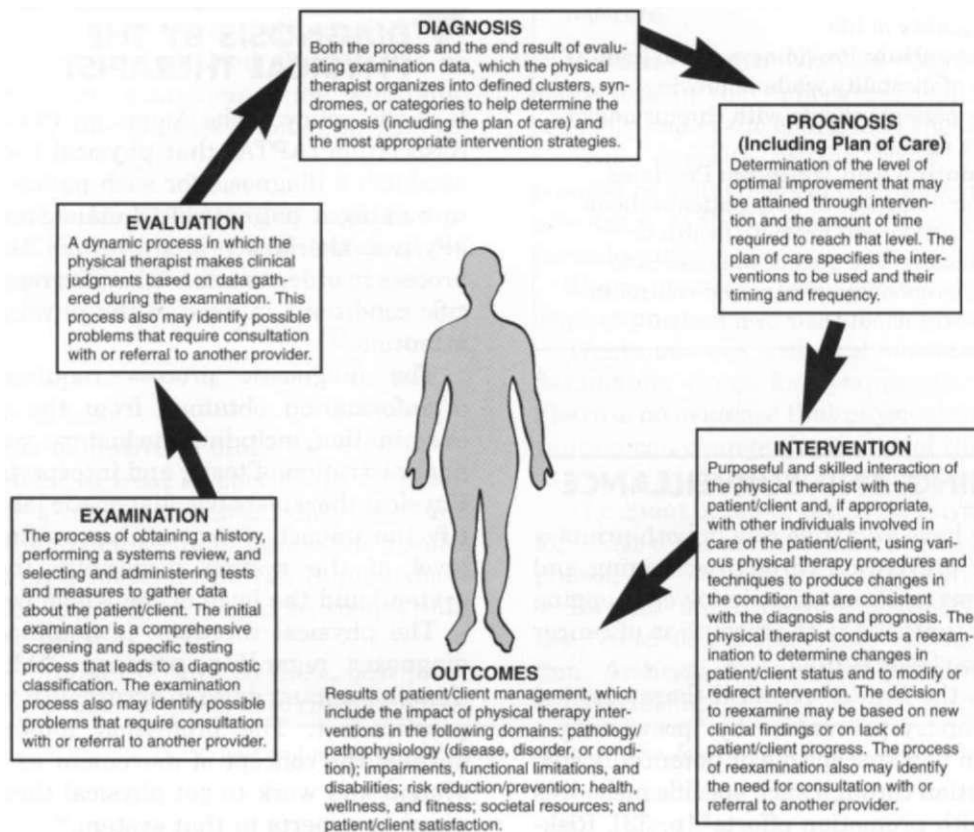 DIAGNOSIS
Both the process and the end result of evalu-
ating examination data, which the physical
therapist organizes into defined clusters, syn-
dromes, or categories to help determine the
prognosis (including the plan of care) and
the most appropriate intervention strategies.
PROGNOSIS
(Including Plan of Care)
Determination of the level of
optimal improvement that may
be attained through interven-
tion and the amount of time
required to reach that level. The
plan of care specifies the inter-
ventions to be used and their
timing and frequency.
EVALUATION
A dynamic process in which the
physical therapist makes clinical
judgments based on data gath-
ered during the examination. This
process also may identify possible
problems that require consultation
with or referral to another provider.
INTERVENTION
Purposeful and skilled interaction of
the physical therapist with the
patient/client and, if appropriate,
with other individuals involved in
care of the patient/client, using vari-
ous physical therapy procedures and
techniques to produce changes in
the condition that are consistent
with the diagnosis and prognosis. The
physical therapist conducts a reexam-
ination to determine changes in
patient/client status and to modify or
redirect intervention. The decision
to reexamine may be based on new
clinical findings or on lack of
patient/client progress. The process
of reexamination also may identify
the need for consultation with or
referral to another provider.
EXAMINATION
The process of obtaining a history,
performing a systems review, and
selecting and administering tests
and measures to gather data
about the patient/client. The initial
examination is a comprehensive
screening and specific testing
process that leads to a diagnostic
classification. The examination
process also may identify possible
problems that require consultation
with or referral to another provider.
OUTCOMES
Results of patient/client management, which
include the impact of physical therapy inter-
ventions in the following domains: pathology/
pathophysiology (disease, disorder, or condi-
tion); impairments, functional limitations, and
disabilities; risk reduction/prevention; health,
wellness, and fitness; societal resources; and
patient/client satisfaction.